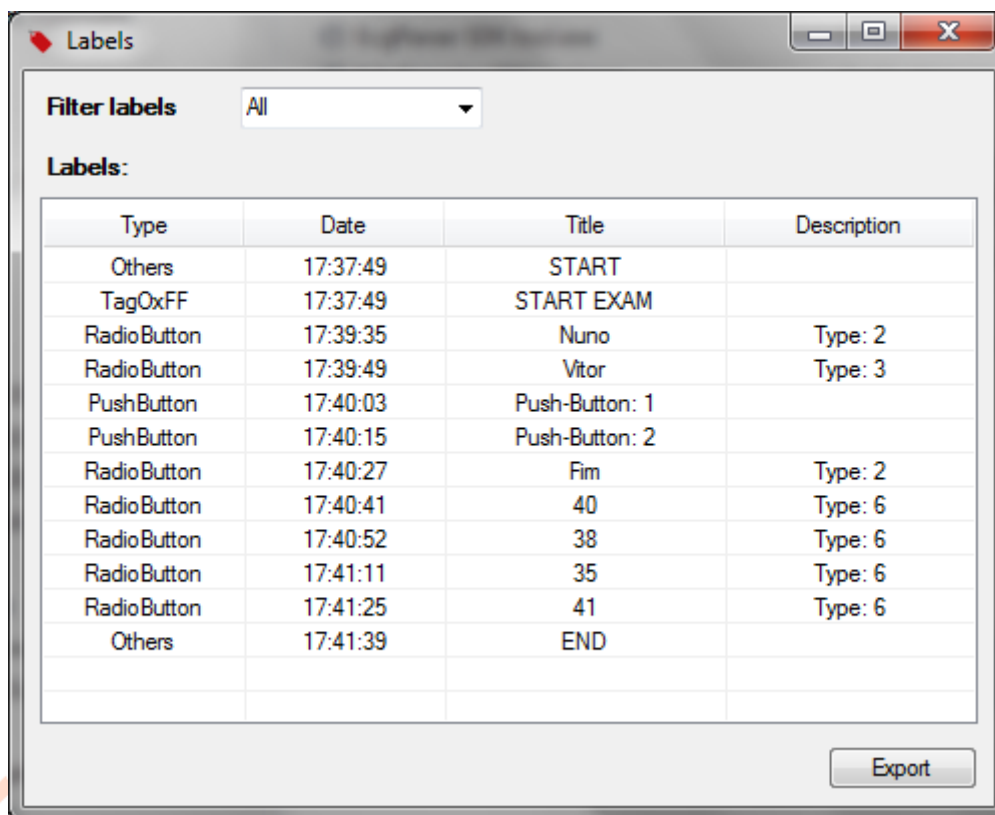 Labels
Filter labels All
Labels:
Type Date Title Description
Others 17:37:49 START
TagOxFF 17:37:49 START EXAM
RadioButton 17:39:35 Nuno Type: 2
RadioButton 17:39:49 Vitor Type: 3
PushButton 17:40:03 Push-Button: 1
PushButton 17:40:15 Push-Button: 2
RadioButton 17:40:27 Fim Type: 2
RadioButton 17:40:41 40 Type: 6
RadioButton 17:40:52 38 Type: 6
RadioButton 17:41:11 35 Type: 6
RadioButton 17:41:25 41 Type: 6
Others 17:41:39 END
Export